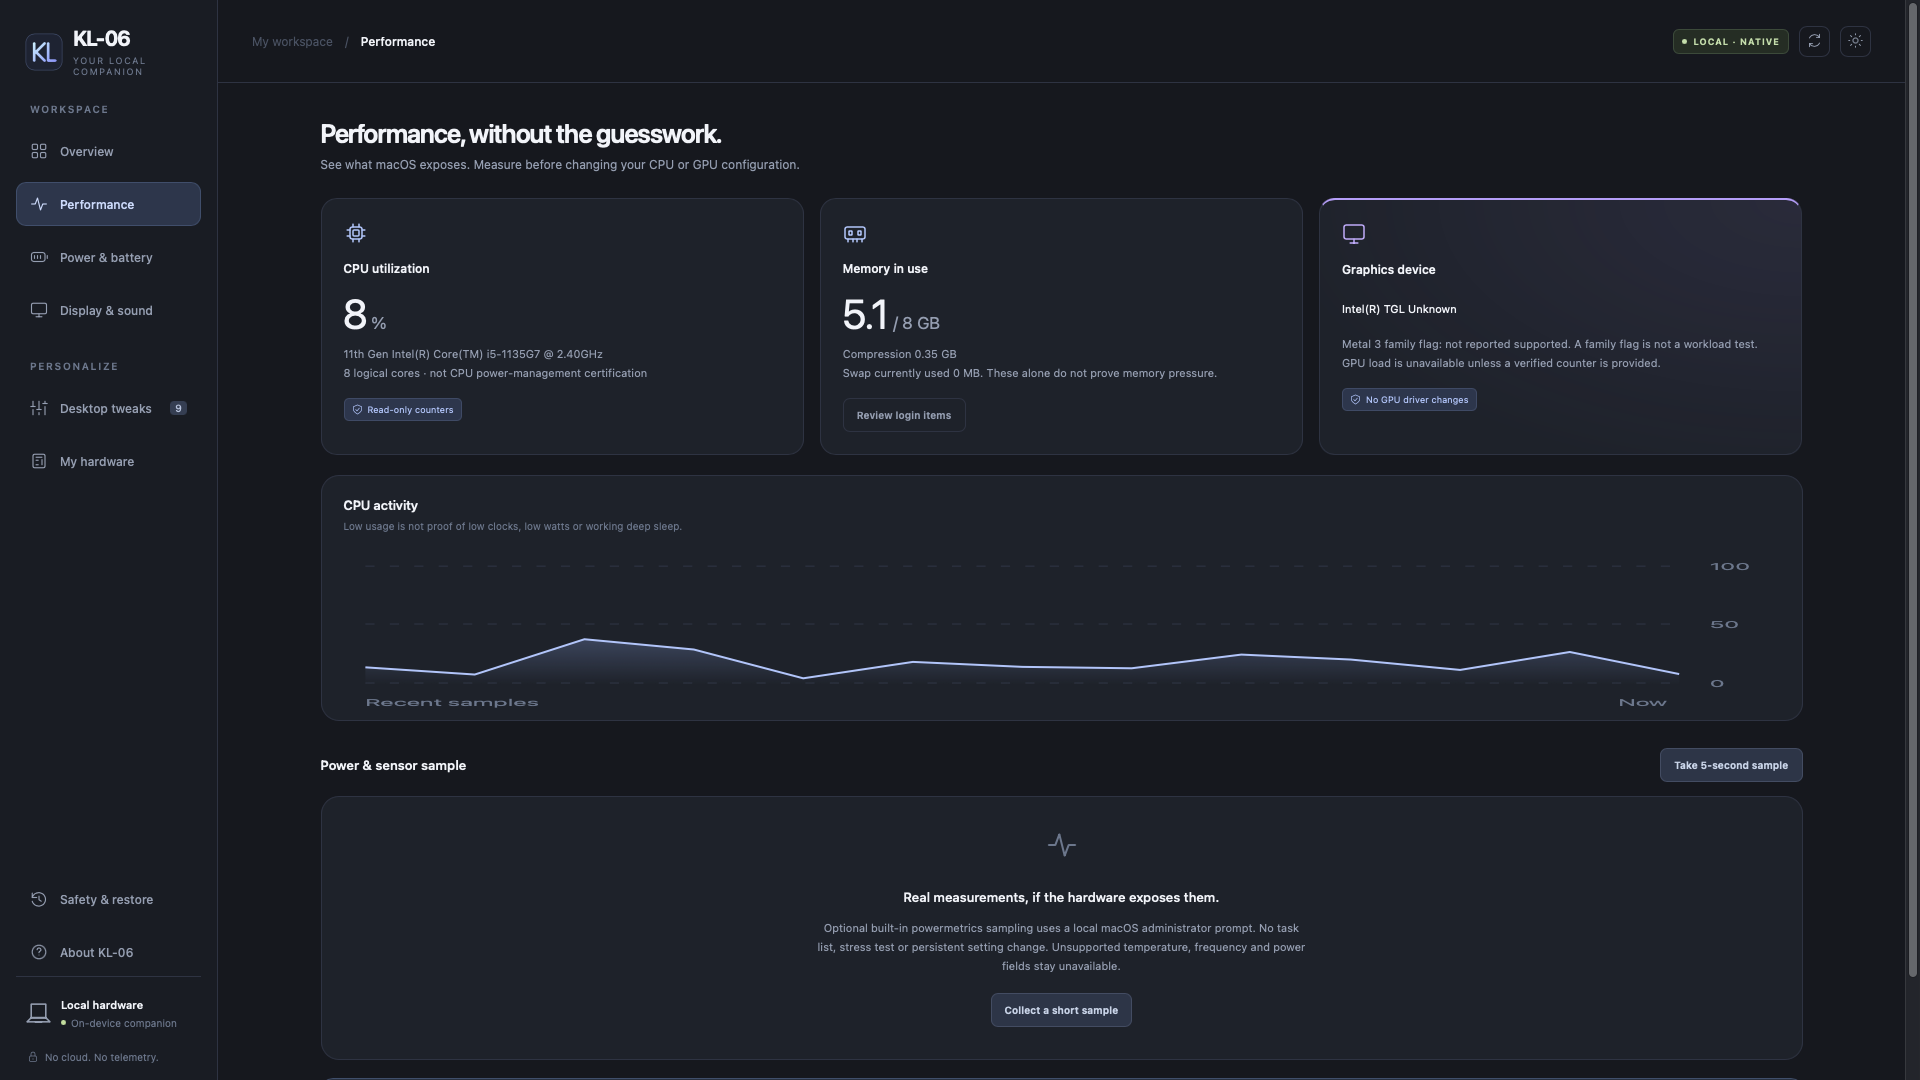 KL
KL-06
YOUR LOCAL
COMPANION
WORKSPACE
Overview
Performance
Power & battery
Display & sound
PERSONALIZE
Desktop tweaks 9
My hardware
Safety & restore
About KL-06
Local hardware
On-device companion
No cloud. No telemetry.
My workspace / Performance
LOCAL · NATIVE
Performance, without the guesswork.
See what macOS exposes. Measure before changing your CPU or GPU configuration.
CPU utilization
8 %
11th Gen Intel(R) Core(TM) i5-1135G7 @ 2.40GHz
8 logical cores · not CPU power-management certification
Read-only counters
Memory in use
5.1 / 8 GB
Compression 0.35 GB
Swap currently used 0 MB. These alone do not prove memory pressure.
Review login items
Graphics device
Intel(R) TGL Unknown
Metal 3 family flag: not reported supported. A family flag is not a workload test.
GPU load is unavailable unless a verified counter is provided.
No GPU driver changes
CPU activity
Low usage is not proof of low clocks, low watts or working deep sleep.
100
50
0
Recent samples
Now
Power & sensor sample
Take 5-second sample
Real measurements, if the hardware exposes them.
Optional built-in powermetrics sampling uses a local macOS administrator prompt. No task
list, stress test or persistent setting change. Unsupported temperature, frequency and power
fields stay unavailable.
Collect a short sample